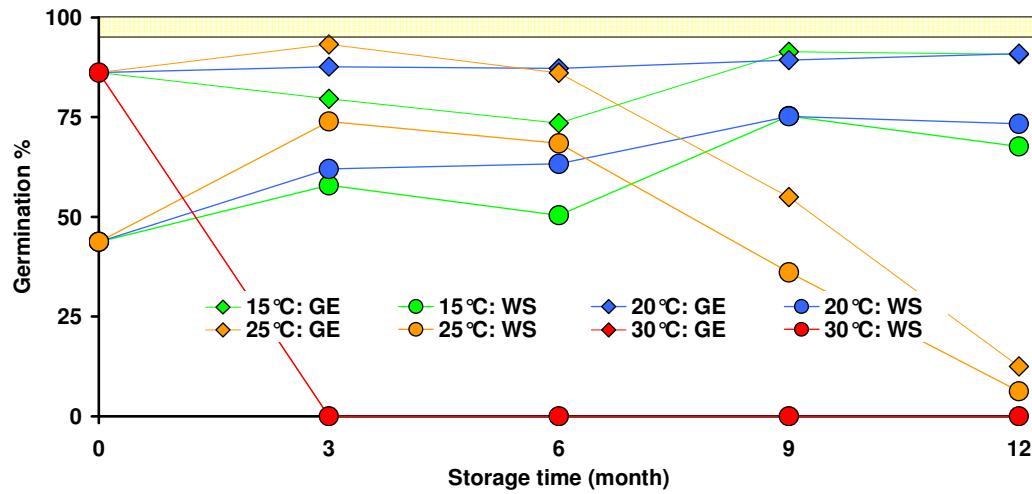 100
75
50
25
0
Germination %
15°C: GE 15°C: WS 20°C: GE 20°C: WS
25°C: GE 25°C: WS 30°C: GE 30°C: WS
0 3 6 9 12
Storage time (month)